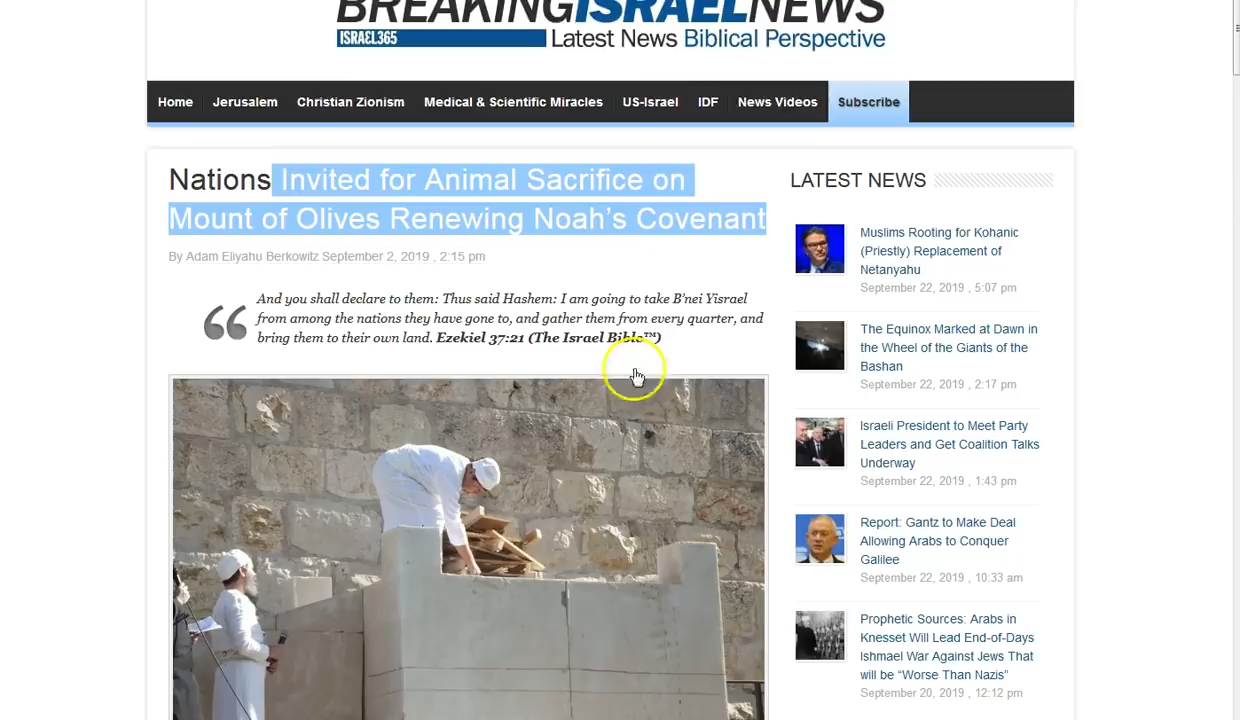 BREAKINGISRAELNEWS
ISRAEL365
Latest News Biblical Perspective
Home Jerusalem Christian Zionism Medical & Scientific Miracles US-Israel IDF News Videos Subscribe
Nations Invited for Animal Sacrifice on
Mount of Olives Renewing Noah’s Covenant
By Adam Eliyahu Berkowitz September 2, 2019 , 2:15 pm
And you shall declare to them: Thus said Hashem: I am going to take B’nei Yisrael
from among the nations they have gone to, and gather them from every quarter, and
bring them to their own land. Ezekiel 37:21 (The Israel Bible™)
LATEST NEWS
Muslims Rooting for Kohanic
(Priestly) Replacement of
Netanyahu
September 22, 2019 , 5:07 pm
The Equinox Marked at Dawn in
the Wheel of the Giants of the
Bashan
September 22, 2019 , 2:17 pm
Israeli President to Meet Party
Leaders and Get Coalition Talks
Underway
September 22, 2019 , 1:43 pm
Report: Gantz to Make Deal
Allowing Arabs to Conquer
Galilee
September 22, 2019 , 10:33 am
Prophetic Sources: Arabs in
Knesset Will Lead End-of-Days
Ishmael War Against Jews That
will be “Worse Than Nazis”
September 20, 2019 , 12:12 pm